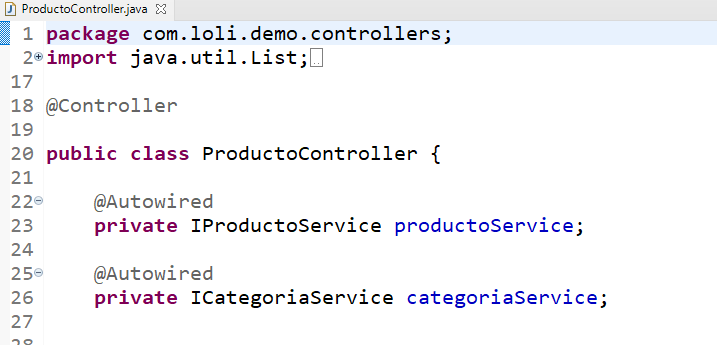 ProductoController.java
1 package com.loli.demo.controllers;
2 import java.util.List;
17
18 @Controller
19
20 public class ProductoController {
21
22 @Autowired
23 private IProductoService productoService;
24
25 @Autowired
26 private ICategoriaService categoriaService;
27
28